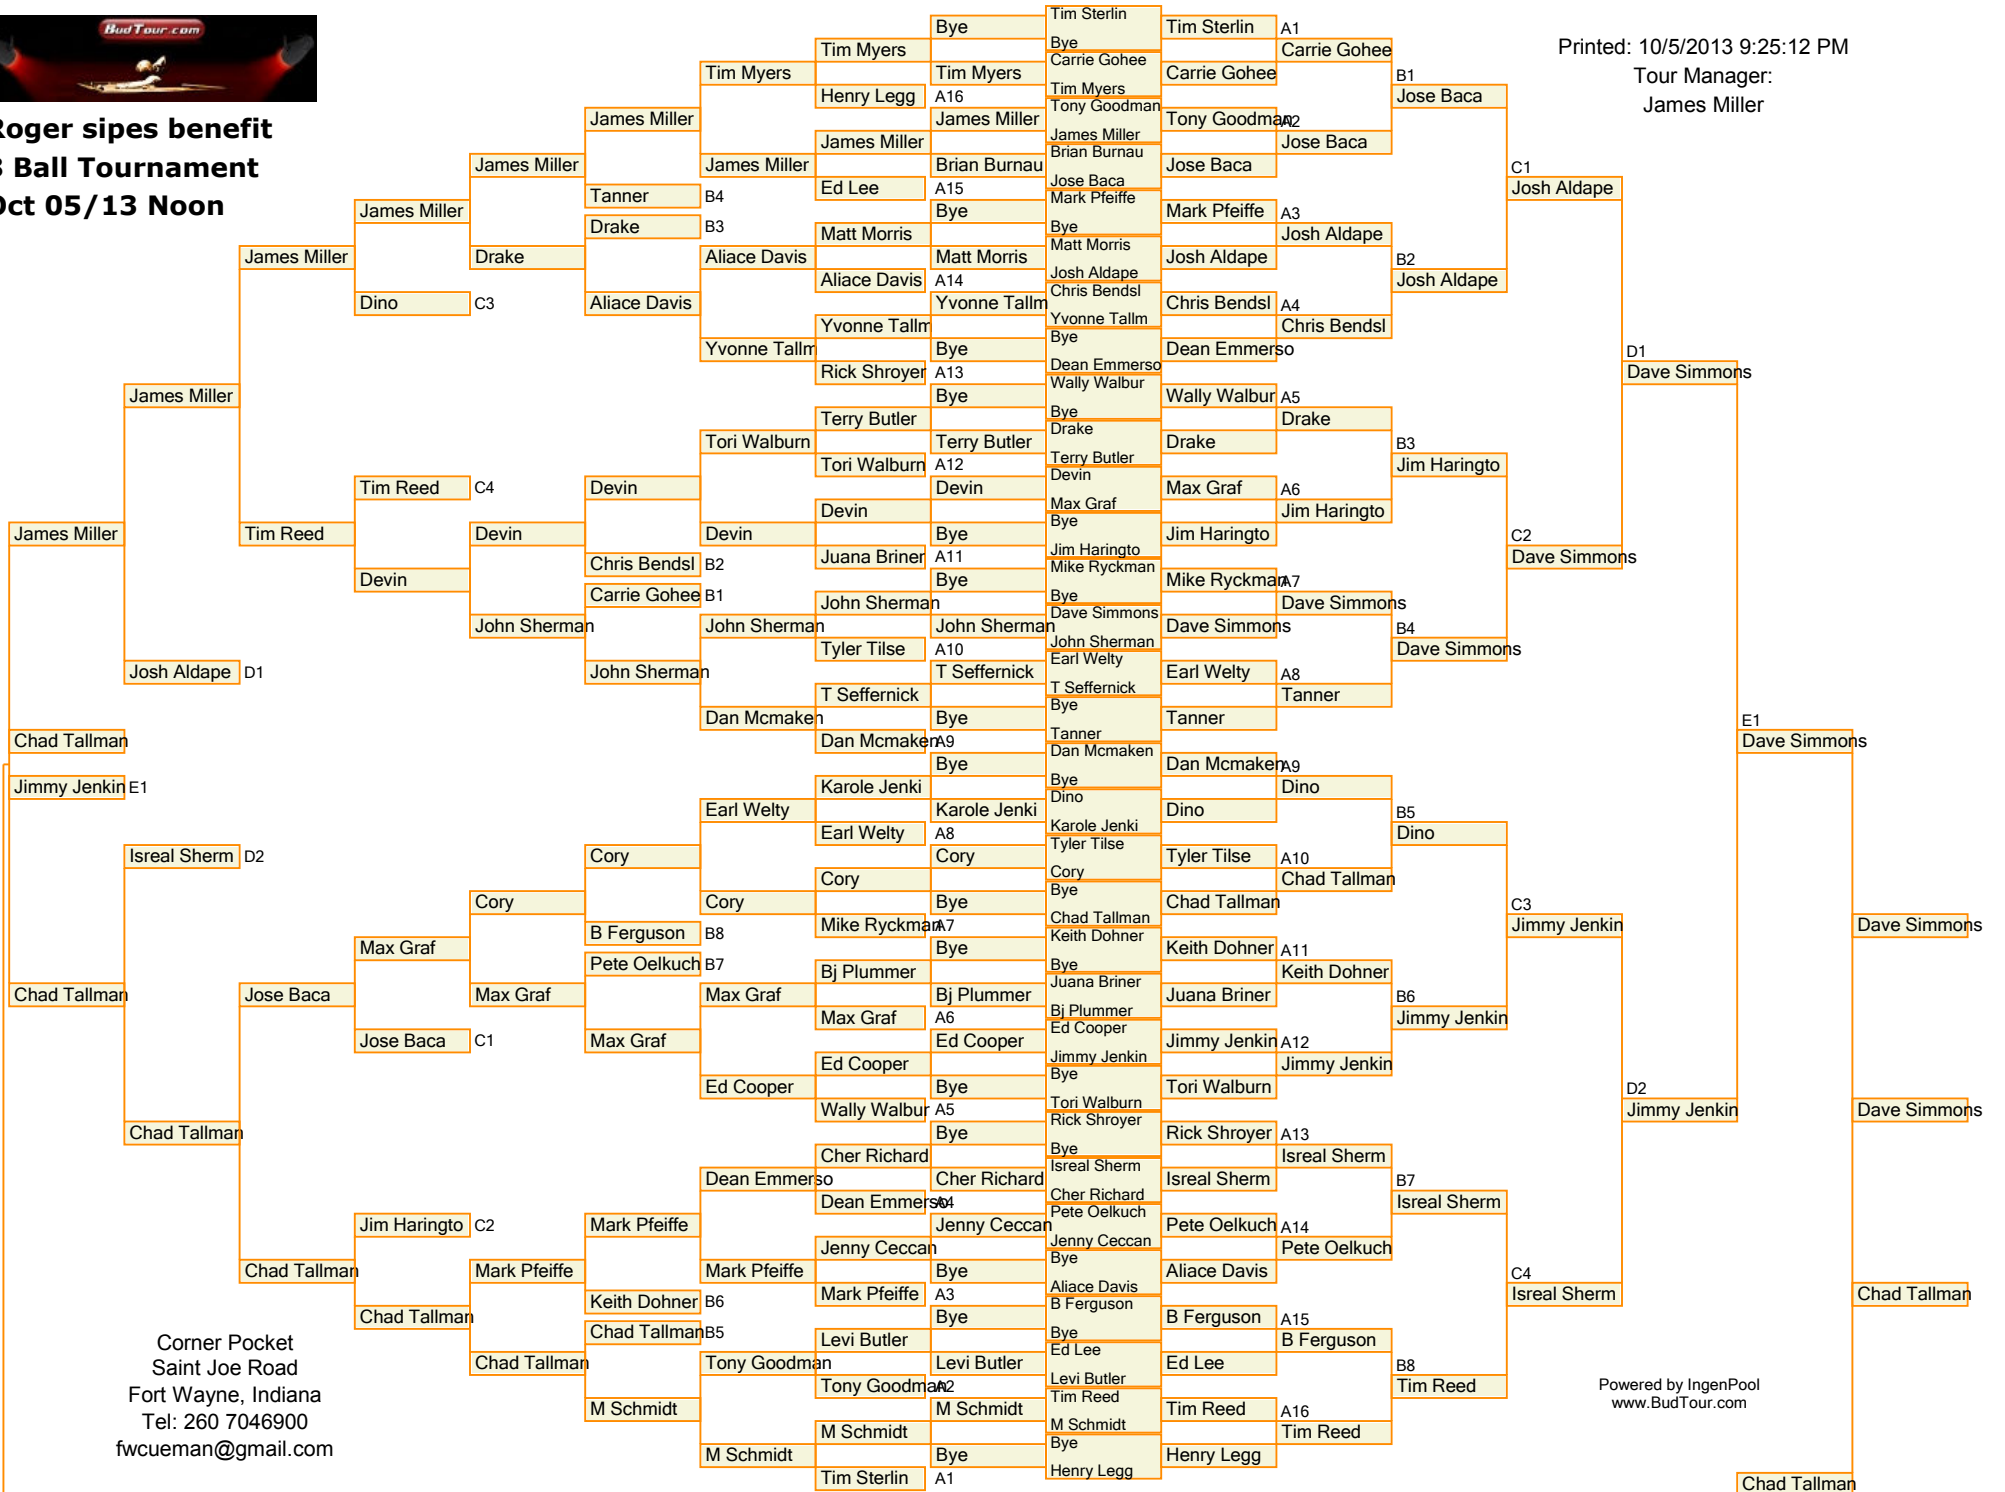 BudTour.com
Roger sipes benefit
8 Ball Tournament
Oct 05/13 Noon
Printed: 10/5/2013 9:25:12 PM
Tour Manager:
James Miller
James Miller
Chad Tallman
Jimmy Jenkin E1
Chad Tallman
James Miller
Josh Aldape D1
Isreal Sherm D2
Chad Tallman
James Miller
Tim Reed
Jose Baca
Chad Tallman
James Miller
Dino C3
Tim Reed C4
Devin
Max Graf
Jose Baca C1
Jim Haringto C2
Chad Tallman
James Miller
Drake
Devin
John Sherman
Cory
Max Graf
Mark Pfeiffe
Chad Tallman
James Miller
Tanner B4
Drake B3
Aliace Davis
Devin
Chris Bendsl B2
Carrie Gohee B1
John Sherman
Cory
B Ferguson B8
Pete Oelkuch B7
Max Graf
Mark Pfeiffe
Keith Dohner B6
Chad Tallman B5
M Schmidt
Tim Myers
James Miller
Aliace Davis
Yvonne Tallm
Tori Walburn
Devin
John Sherman
Dan Mcmaken
Earl Welty
Cory
Max Graf
Ed Cooper
Dean Emmerso
Mark Pfeiffe
Tony Goodman
M Schmidt
Tim Myers
Henry Legg A16
James Miller
Ed Lee A15
Matt Morris
Aliace Davis A14
Yvonne Tallm
Rick Shroyer A13
Terry Butler
Tori Walburn A12
Devin
Juana Briner A11
John Sherman
Tyler Tilse A10
T Seffernick
Dan Mcmaken A9
Karole Jenki
Earl Welty A8
Cory
Mike Ryckman A7
Bj Plummer
Max Graf A6
Ed Cooper
Wally Walbur A5
Cher Richard
Dean Emmerso A4
Jenny Ceccan
Mark Pfeiffe A3
Levi Butler
Tony Goodman A2
M Schmidt
Tim Sterlin A1
Bye
Tim Myers
James Miller
Brian Burnau
Bye
Matt Morris
Yvonne Tallm
Bye
Bye
Terry Butler
Devin
Bye
Bye
John Sherman
T Seffernick
Bye
Bye
Karole Jenki
Cory
Bye
Bye
Bj Plummer
Ed Cooper
Bye
Bye
Cher Richard
Jenny Ceccan
Bye
Bye
Levi Butler
M Schmidt
Bye
Tim Sterlin
Bye
Carrie Gohee
Tim Myers
Tony Goodman
James Miller
Brian Burnau
Jose Baca
Mark Pfeiffe
Bye
Matt Morris
Josh Aldape
Chris Bendsl
Yvonne Tallm
Bye
Dean Emmerso
Wally Walbur
Bye
Drake
Terry Butler
Devin
Max Graf
Bye
Jim Haringto
Mike Ryckman
Bye
Dave Simmons
John Sherman
Earl Welty
T Seffernick
Bye
Tanner
Dan Mcmaken
Bye
Dino
Karole Jenki
Tyler Tilse
Cory
Bye
Chad Tallman
Keith Dohner
Bye
Juana Briner
Bj Plummer
Ed Cooper
Jimmy Jenkin
Bye
Tori Walburn
Rick Shroyer
Bye
Isreal Sherm
Cher Richard
Pete Oelkuch
Jenny Ceccan
Bye
Aliace Davis
B Ferguson
Bye
Ed Lee
Levi Butler
Tim Reed
M Schmidt
Bye
Henry Legg
Tim Sterlin A1
Carrie Gohee
Tony Goodman A2
Jose Baca
Mark Pfeiffe A3
Josh Aldape
Chris Bendsl A4
Dean Emmerso
Wally Walbur A5
Drake
Max Graf A6
Jim Haringto
Mike Ryckman A7
Dave Simmons
Earl Welty A8
Tanner
Dan Mcmaken A9
Dino
Tyler Tilse A10
Chad Tallman
Keith Dohner A11
Juana Briner
Jimmy Jenkin A12
Tori Walburn
Rick Shroyer A13
Isreal Sherm
Pete Oelkuch A14
Aliace Davis
B Ferguson A15
Ed Lee
Tim Reed A16
Henry Legg
Carrie Gohee
Jose Baca
Josh Aldape
Chris Bendsl
Drake
Jim Haringto
Dave Simmons
Tanner
Dino
Chad Tallman
Keith Dohner
Jimmy Jenkin
Isreal Sherm
Pete Oelkuch
B Ferguson
Tim Reed
B1
Jose Baca
B2
Josh Aldape
B3
Jim Haringto
B4
Dave Simmons
B5
Dino
B6
Jimmy Jenkin
B7
Isreal Sherm
B8
Tim Reed
C1
Josh Aldape
C2
Dave Simmons
C3
Jimmy Jenkin
C4
Isreal Sherm
D1
Dave Simmons
D2
Jimmy Jenkin
E1
Dave Simmons
Chad Tallman
Dave Simmons
Dave Simmons
Chad Tallman
Corner Pocket
Saint Joe Road
Fort Wayne, Indiana
Tel: 260 7046900
fwcueman@gmail.com
Powered by IngenPool
www.BudTour.com